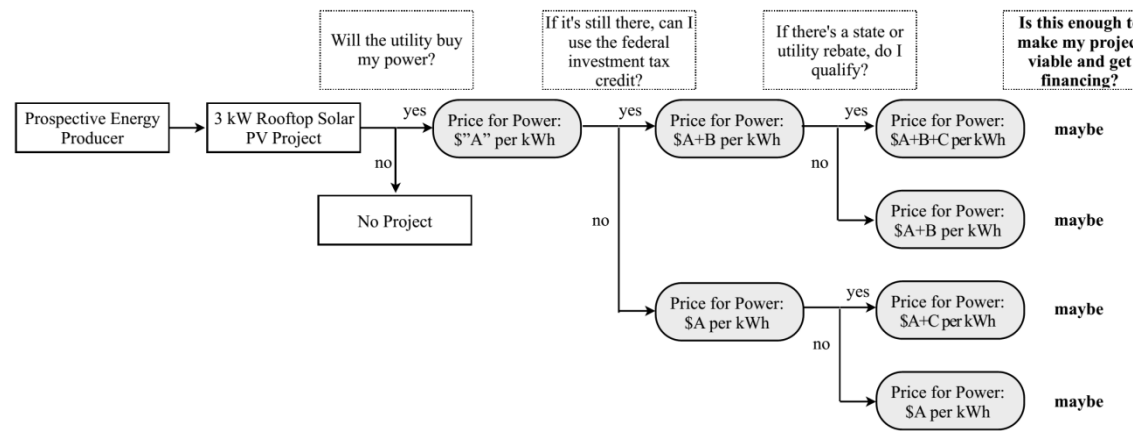 Will the utility buy
my power?
If it's still there, can I
use the federal
investment tax
credit?
If there's a state or
utility rebate, do I
qualify?
Is this enough t
make my projec
viable and get
financing?
Prospective Energy
Producer
3 kW Rooftop Solar
PV Project
yes
no
No Project
Price for Power:
$”A” per kWh
yes
no
Price for Power:
$A+B per kWh
yes
no
Price for Power:
$A+B+C per kWh
maybe
Price for Power:
$A+B per kWh
maybe
Price for Power:
$A per kWh
yes
no
Price for Power:
$A+C per kWh
maybe
Price for Power:
$A per kWh
maybe